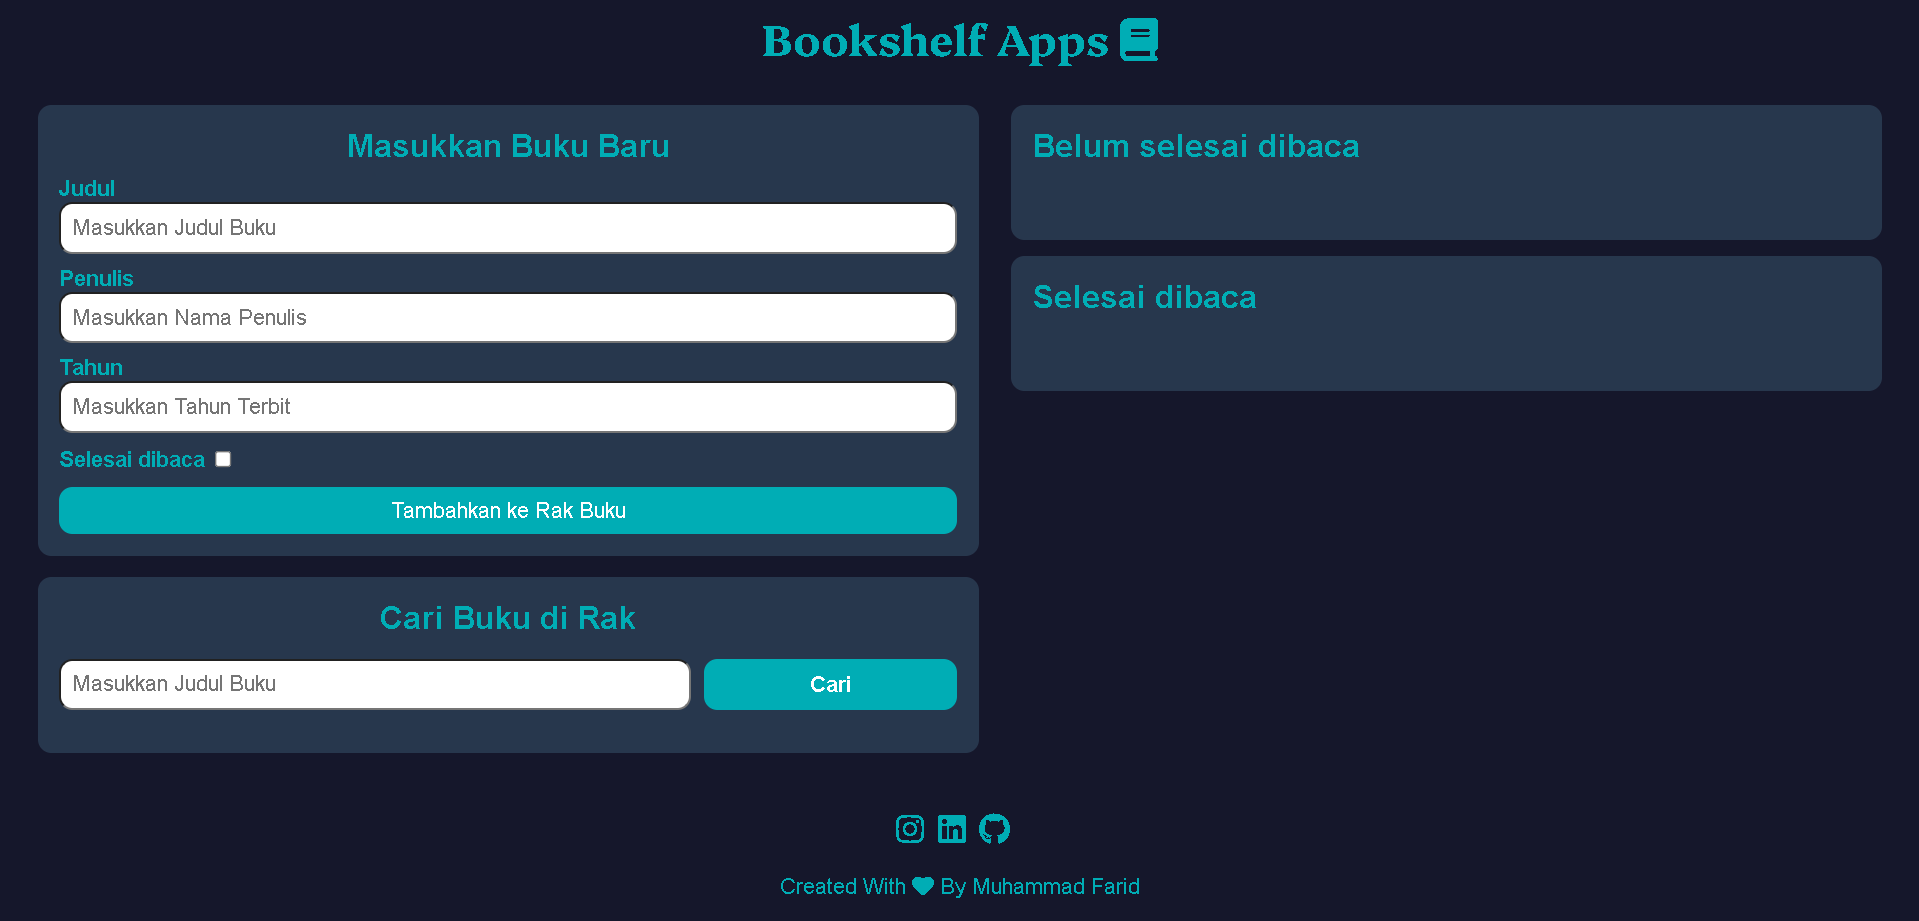 Bookshelf Apps
Masukkan Buku Baru
Judul
Masukkan Judul Buku
Penulis
Masukkan Nama Penulis
Tahun
Masukkan Tahun Terbit
Selesai dibaca
Tambahkan ke Rak Buku
Cari Buku di Rak
Masukkan Judul Buku
Cari
Belum selesai dibaca
Selesai dibaca
Created With By Muhammad Farid